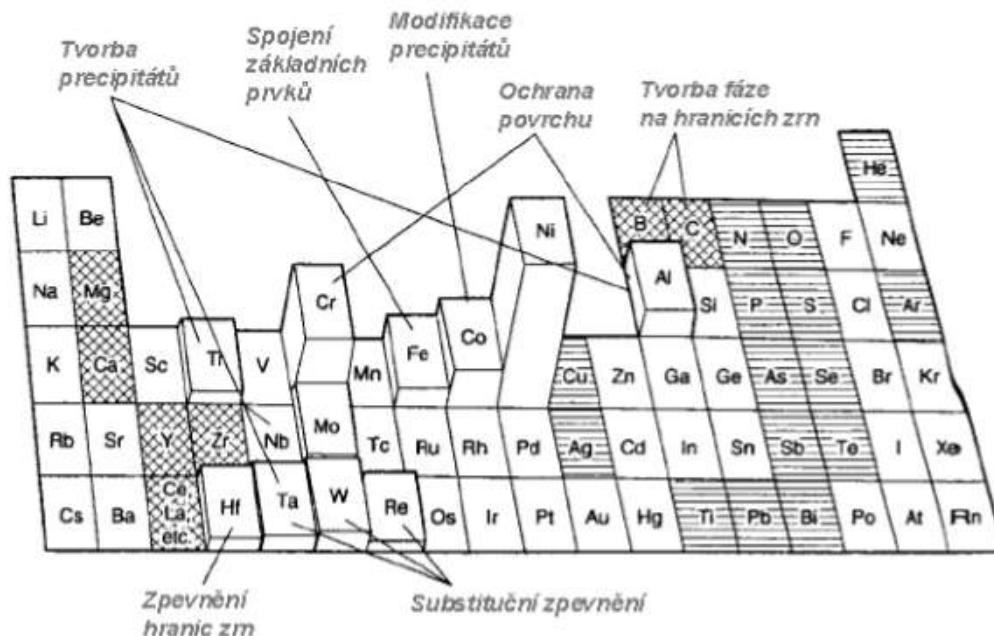 Tvorba
precipitátů
Spojení
základních
prvků
Modifikace
precipitátů
Ochrana
povrchu
Tvorba fáze
na hranicích zrn
He
Li Be Ni B C N O F Ne
Na Mg Cr Al Si P S Cl Ar
K Ca Sc Ti V Mn Fe Co Cu Zn Ga Ge As Se Br Kr
Rb Sr Y Zr Nb Mo Tc Ru Rh Pd Ag Cd In Sn Sb Te I Xe
Cs Ba Ce La, etc. Hf Ta W Re Os Ir Pt Au Hg Ti Pb Bi Po At Rn
Zpevnění
hranic zrn
Substituční zpevnění